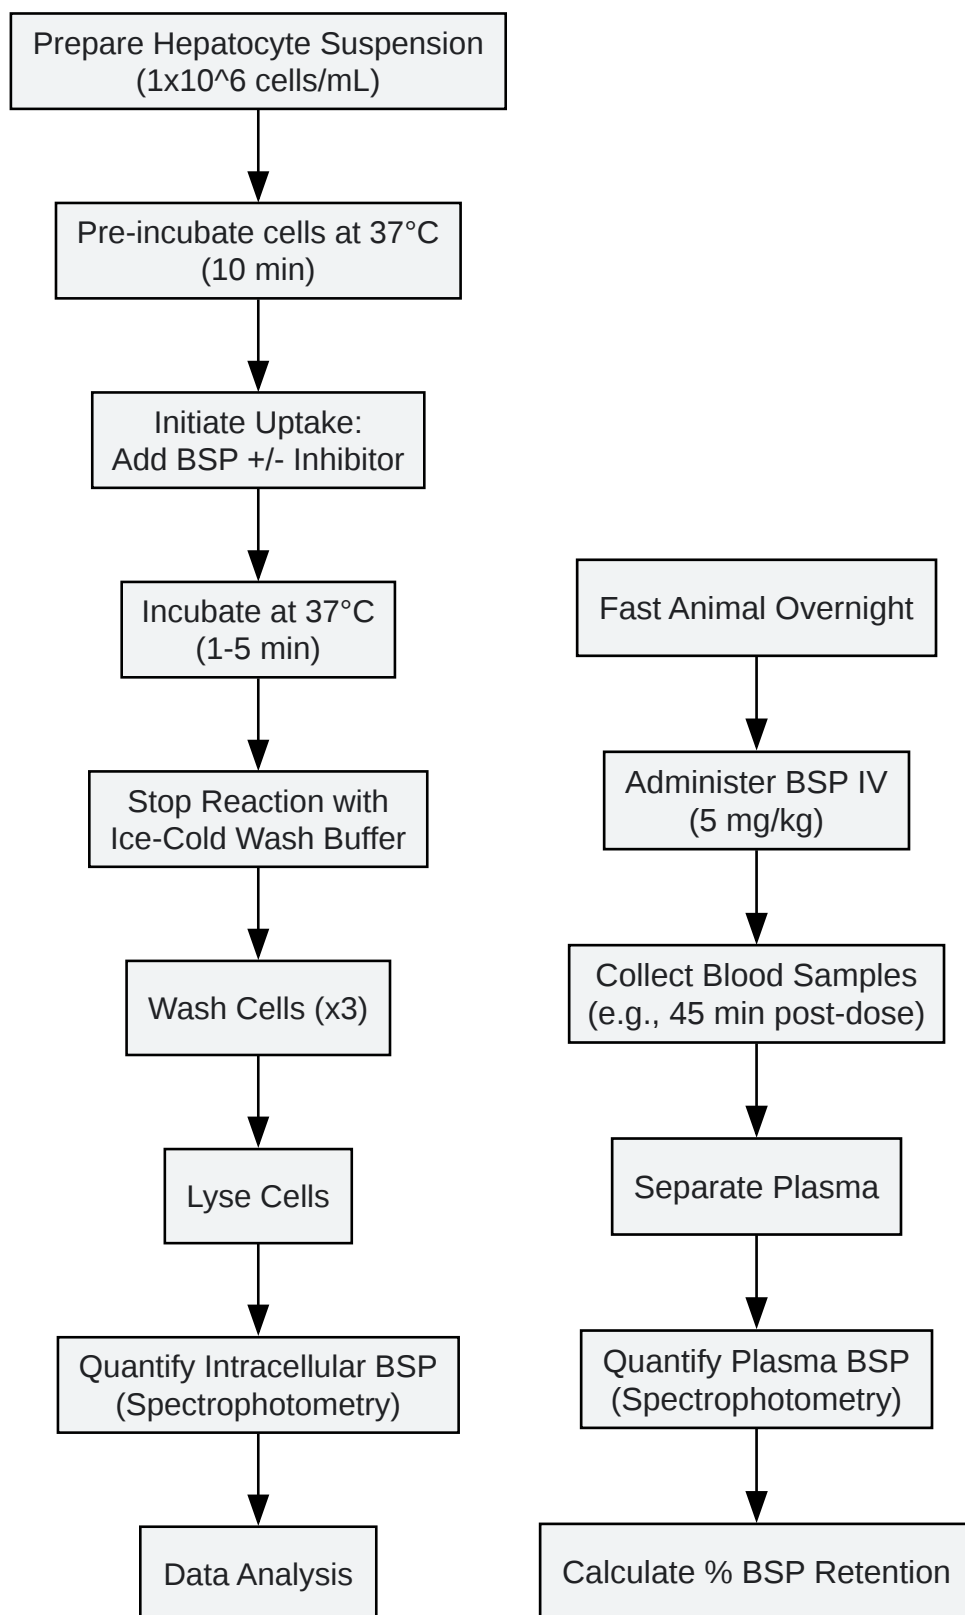 Prepare Hepatocyte Suspension
(1x10^6 cells/mL)
Pre-incubate cells at 37°C
(10 min)
Initiate Uptake:
Add BSP +/- Inhibitor
Incubate at 37°C
(1-5 min)
Stop Reaction with
Ice-Cold Wash Buffer
Wash Cells (x3)
Lyse Cells
Quantify Intracellular BSP
(Spectrophotometry)
Data Analysis
Fast Animal Overnight
Administer BSP IV
(5 mg/kg)
Collect Blood Samples
(e.g., 45 min post-dose)
Separate Plasma
Quantify Plasma BSP
(Spectrophotometry)
Calculate % BSP Retention